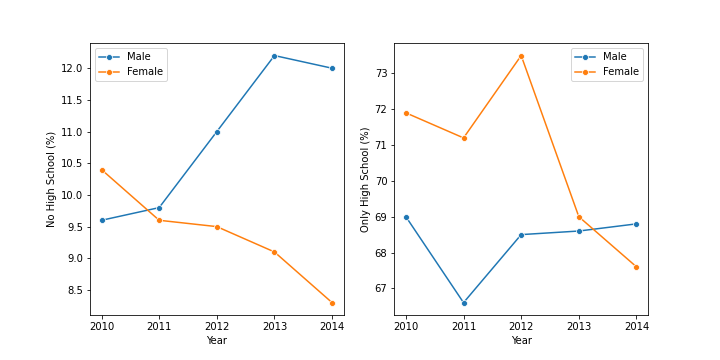 Male
Female
12.0
11.5
11.0
10.5
10.0
9.5
9.0
8.5
No High School (%)
2010 2011 2012 2013 2014
Year
Male
Female
73
72
71
70
69
68
67
Only High School (%)
2010 2011 2012 2013 2014
Year